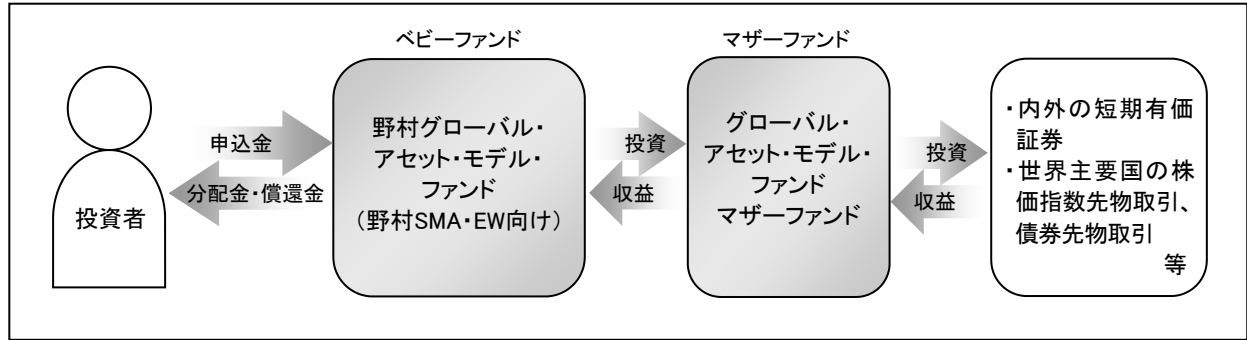 ベビーファンド
マザーファンド
投資者
申込金
分配金・償還金
野村グローバル・
アセット・モデル・
ファンド
(野村SMA・EW向け)
投資
収益
グローバル・
アセット・モデル・
ファンド
マザーファンド
投資
収益
・内外の短期有価
証券
・世界主要国の株
価指数先物取引、
債券先物取引
等